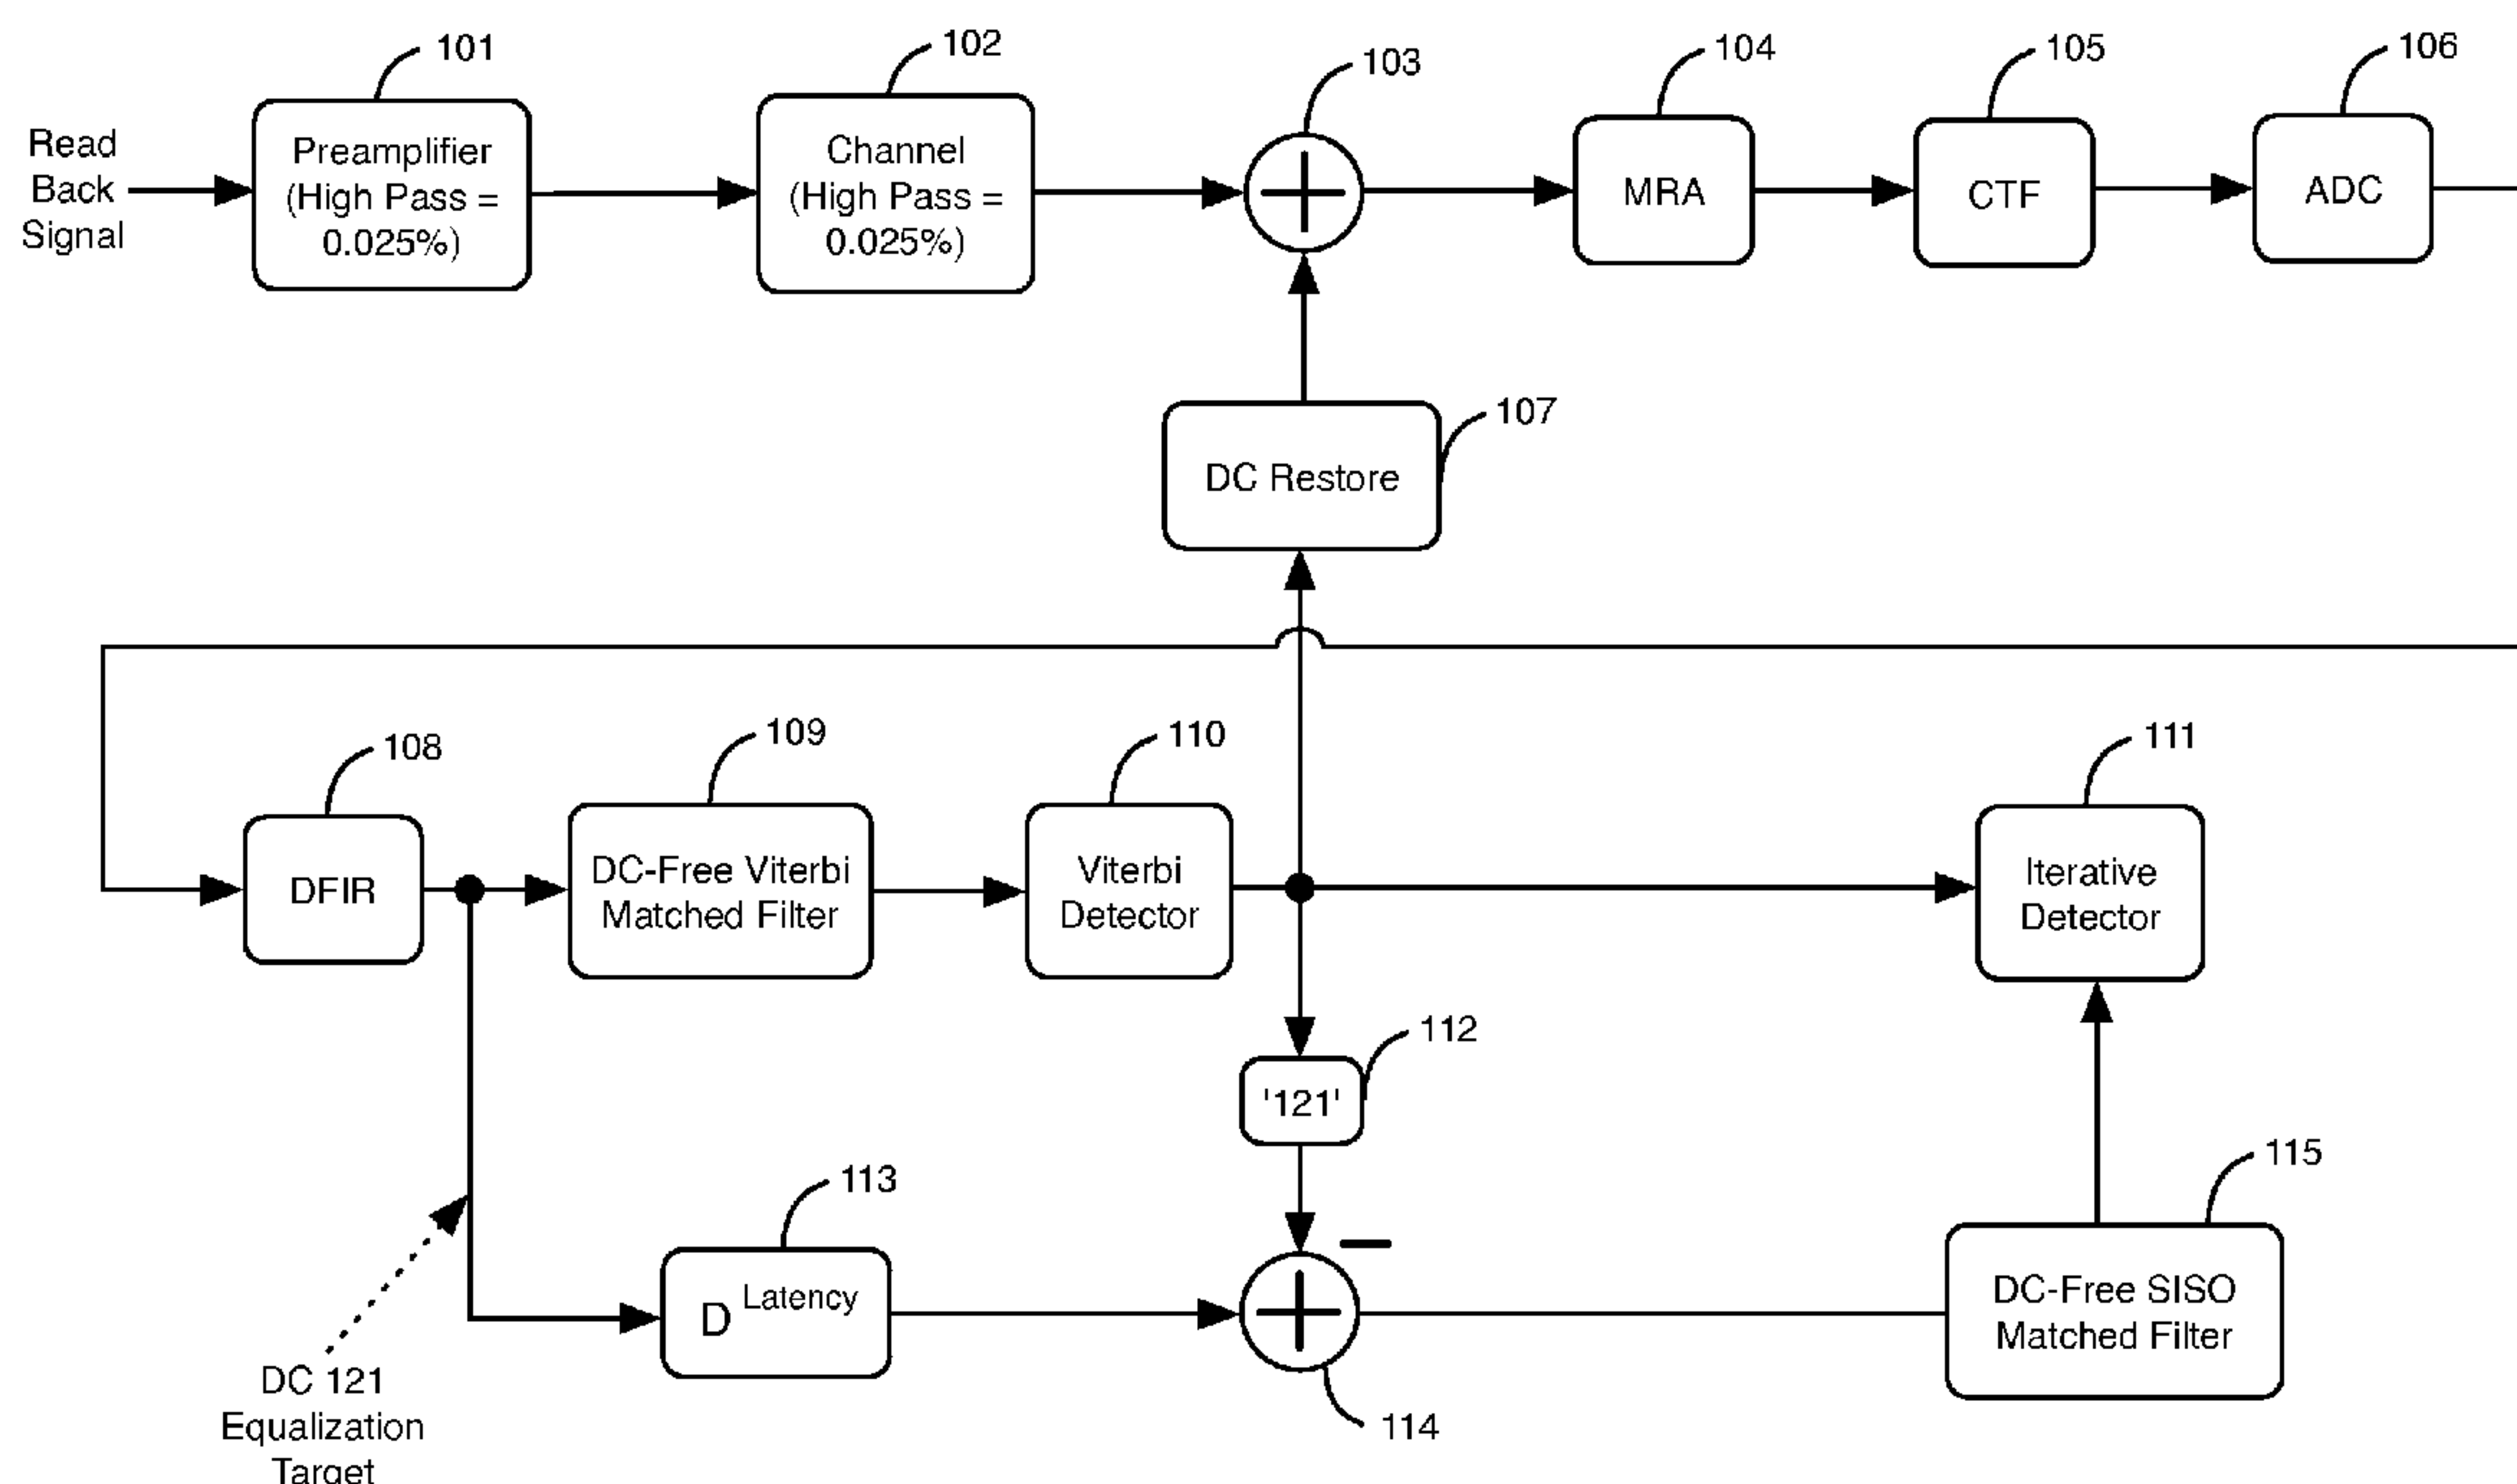 101
102
103
104
105
106
Read
Back
Signal
Preamplifier
(High Pass =
0.025%)
Channel
(High Pass =
0.025%)
MRA
CTF
ADC
107
DC Restore
108
109
110
111
DFIR
DC-Free Viterbi
Matched Filter
Viterbi
Detector
Iterative
Detector
112
'121'
113
115
D Latency
DC-Free SISO
Matched Filter
DC 121
Equalization
Target
114